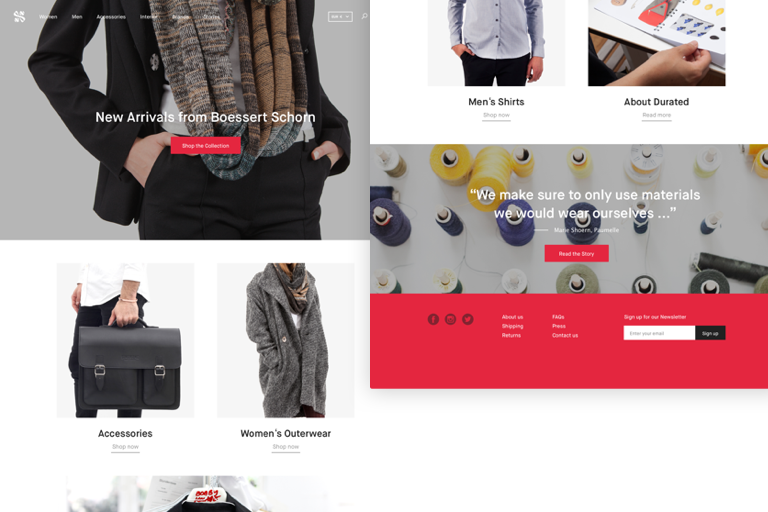 Women Men Accessories Interior Brands Stories
EUR €
New Arrivals from Boessert Schorn
Shop the Collection
Accessories
Shop now
Women's Outerwear
Shop now
Men's Shirts
Shop now
About Durated
Read more
“We make sure to only use materials
we would wear ourselves ...”
Marie Shoern, Paumelle
Read the Story
About us
Shipping
Returns
FAQs
Press
Contact us
Sign up for our Newsletter
Enter your email
Sign up